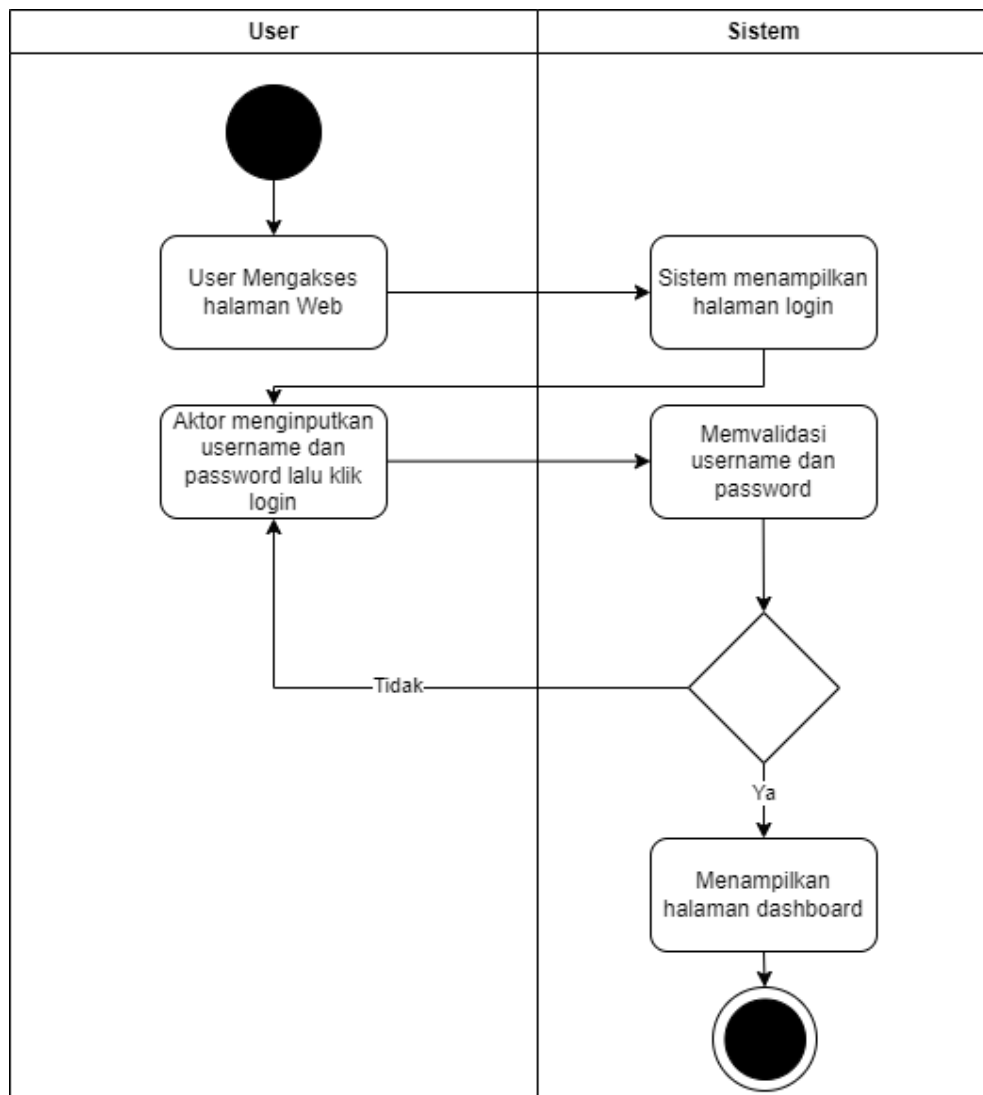 User
Sistem
User Mengakses
halaman Web
Sistem menampilkan
halaman login
Aktor menginputkan
username dan
password lalu klik
login
Memvalidasi
username dan
password
Tidak
Ya
Menampilkan
halaman dashboard